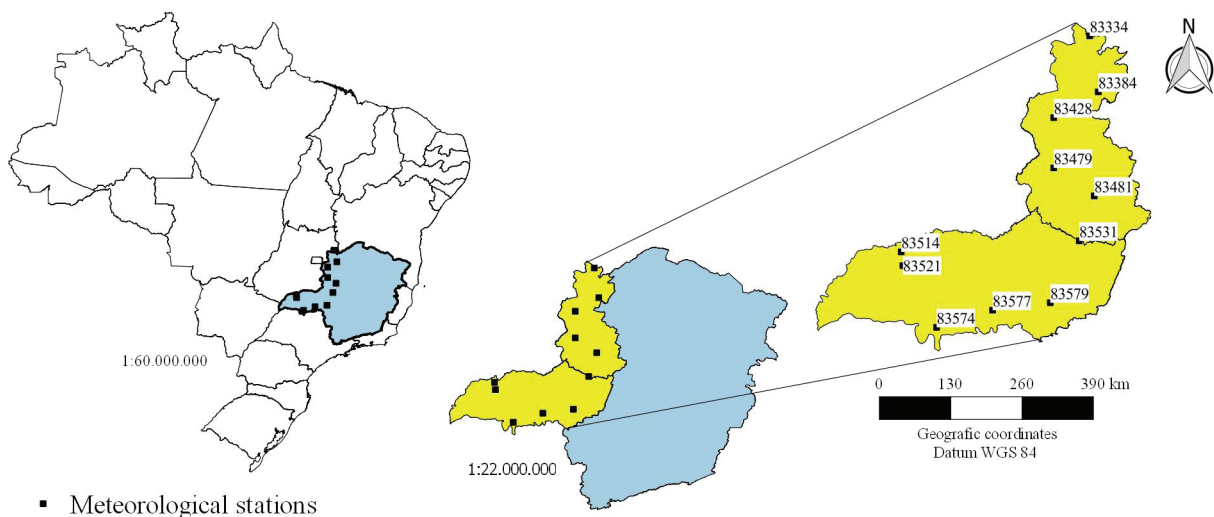 83334
N
83384
83428
83479
83481
83531
83514
83521
83579
83577
83574
1:60.000.000
0 130 260 390 km
Geografic coordinates
Datum WGS 84
1:22.000.000
Meteorological stations